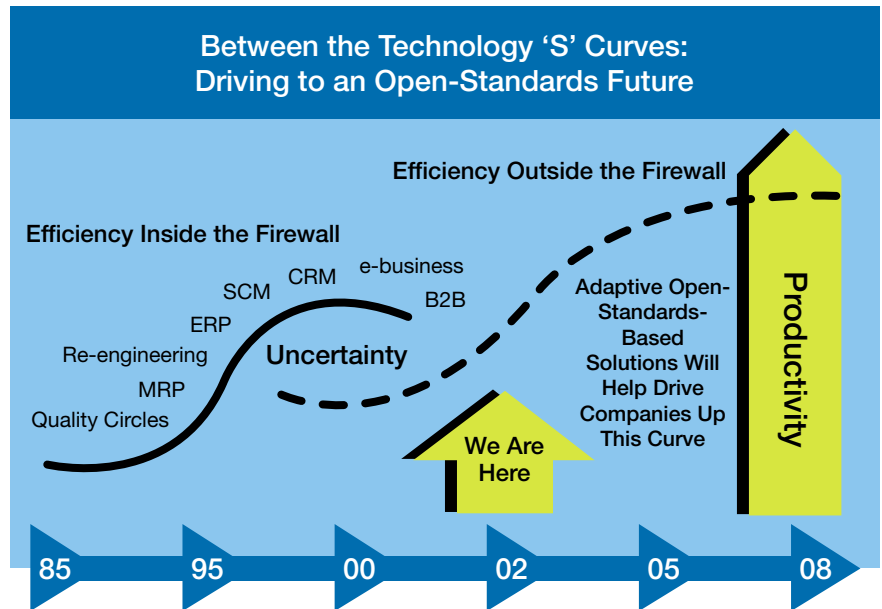 Between the Technology ‘S’ Curves:
Driving to an Open-Standards Future
Efficiency Outside the Firewall
Efficiency Inside the Firewall
e-business
CRM
SCM
B2B
ERP
Re-engineering
MRP
Quality Circles
Uncertainty
Adaptive Open-
Standards-
Based
Solutions Will
Help Drive
Companies Up
This Curve
We Are
Here
Productivity
85
95
00
02
05
08